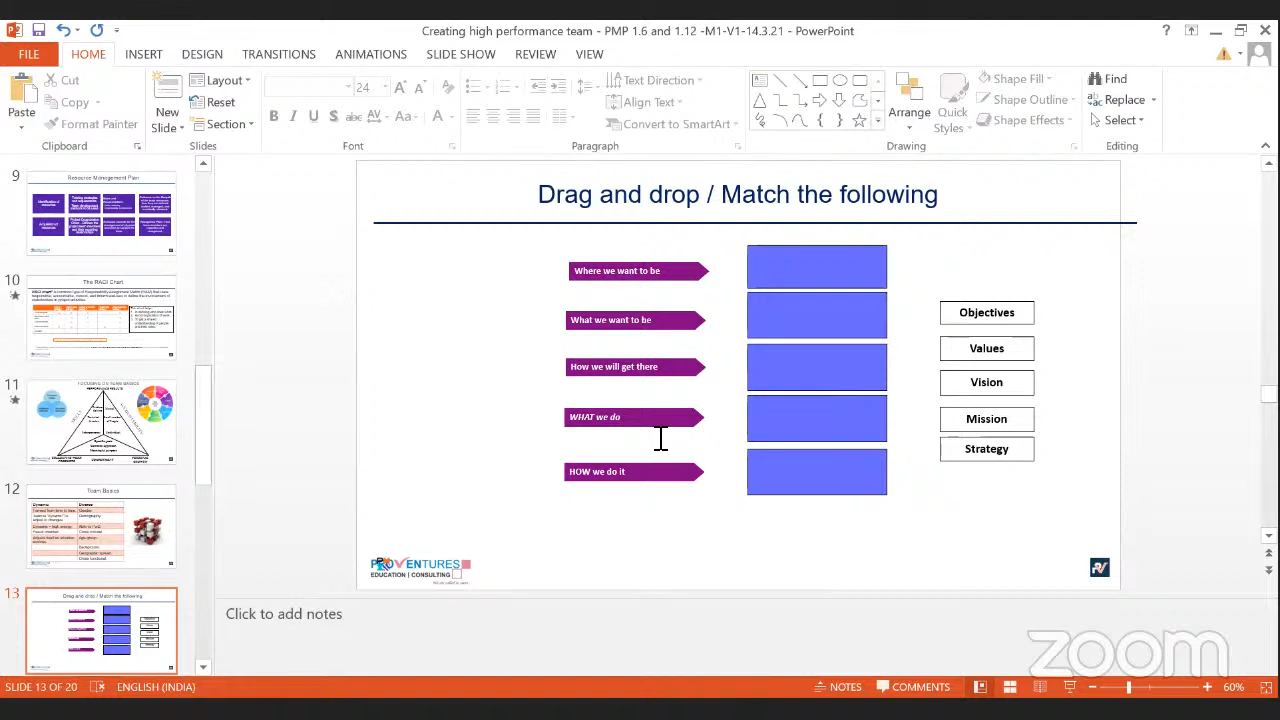 Creating high performance team - PMP 1.6 and 1.12 -M1-V1-14.3.21 - PowerPoint
FILE
HOME
INSERT
DESIGN
TRANSITIONS
ANIMATIONS
SLIDE SHOW
REVIEW
VIEW
Paste
Cut
Copy
Format Painter
Clipboard
New
Slide
Layout
Reset
Section
Slides
24
Font
Text Direction
Align Text
Convert to SmartArt
Paragraph
Arrange
Quick
Styles
Shape Fill
Shape Outline
Shape Effects
Drawing
Find
Replace
Select
Editing
9
Resource Management Plan
10
The RACI Chart
11
FOCUSING ON TEAM BASICS
12
Team Basics
13
Drag and drop / Match the following
Drag and drop / Match the following
Where we want to be
What we want to be
How we will get there
WHAT we do
HOW we do it
Objectives
Values
Vision
Mission
Strategy
PROVENTURES
EDUCATION | CONSULTING
Click to add notes
zoom
SLIDE 13 OF 20
ENGLISH (INDIA)
NOTES
COMMENTS
60%